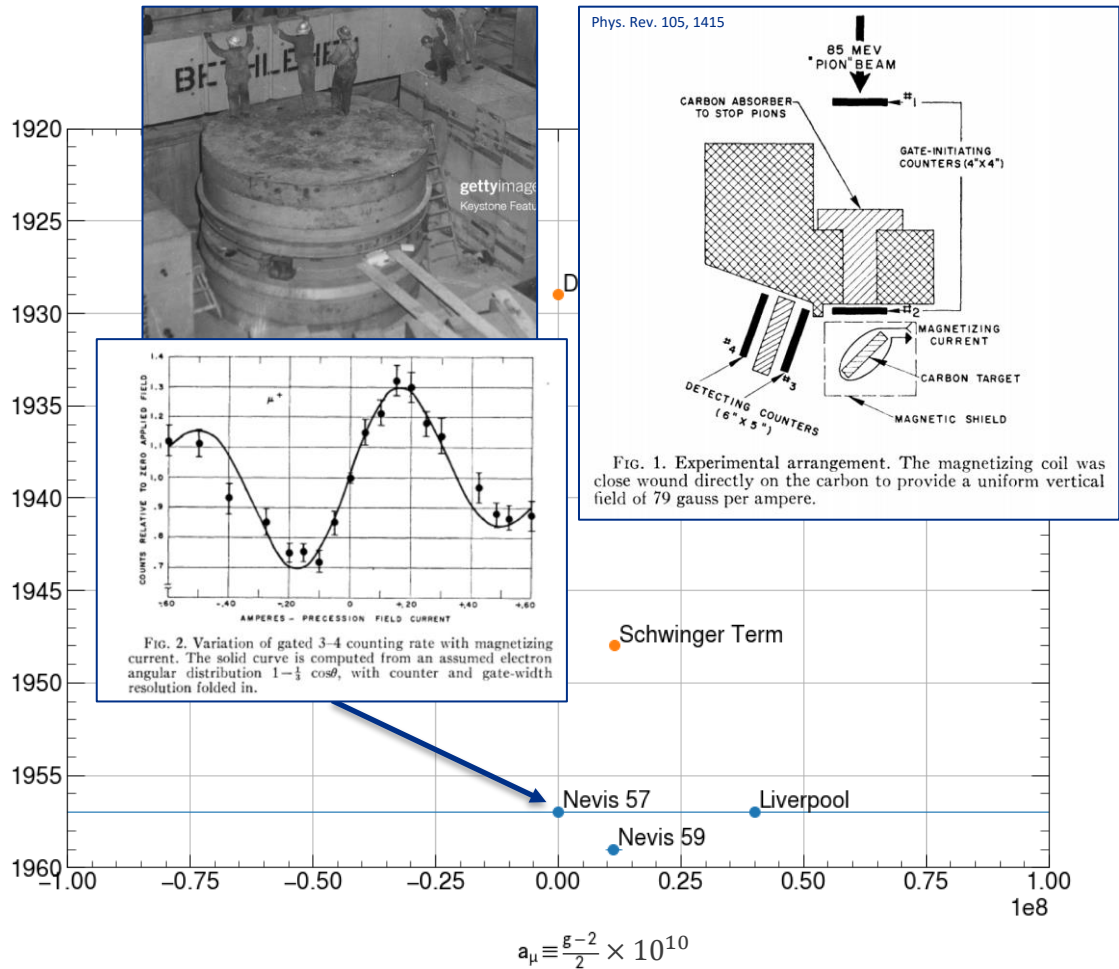 BETHLEHEM
gettyimage
Keystone Featu
Phys. Rev. 105, 1415
85 MEV
"PION" BEAM
#1
CARBON ABSORBER
TO STOP PIONS
GATE-INITIATING
COUNTERS (4"X4")
#2
MAGNETIZING
CURRENT
#4
#3
CARBON TARGET
DETECTING COUNTERS
(6"X5")
MAGNETIC SHIELD
FIG. 1. Experimental arrangement. The magnetizing coil was
close wound directly on the carbon to provide a uniform vertical
field of 79 gauss per ampere.
1920
1925
1930
1935
1940
1945
1950
1955
1960
D
COUNTS RELATIVE TO ZERO APPLIED FIELD
1.4
1.3
1.2
1.1
1.0
.9
.8
.7
μ+
-.60 -.40 -.20 0 +.20 +.40 +.60
AMPERES – PRECESSION FIELD CURRENT
FIG. 2. Variation of gated 3–4 counting rate with magnetizing
current. The solid curve is computed from an assumed electron
angular distribution 1−⅓ cosθ, with counter and gate-width
resolution folded in.
Schwinger Term
Nevis 57
Liverpool
Nevis 59
−1.00 −0.75 −0.50 −0.25 0.00 0.25 0.50 0.75 1.00
1e8
aμ≡(g−2)/2 × 10¹⁰